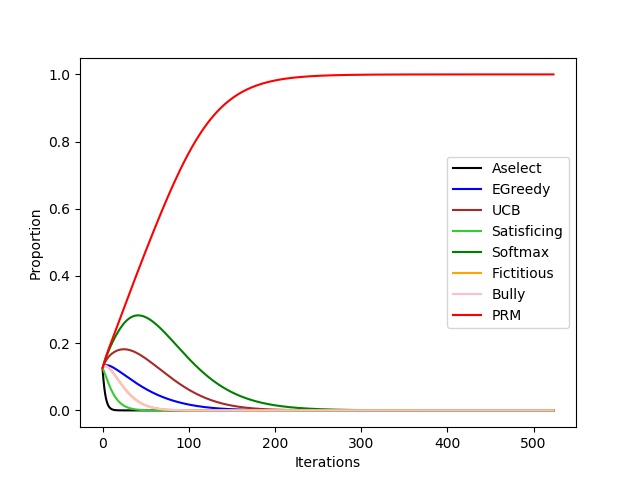 1.0
0.8
0.6
0.4
0.2
0.0
Proportion
0 100 200 300 400 500
Iterations
Aselect
EGreedy
UCB
Satisficing
Softmax
Fictitious
Bully
PRM